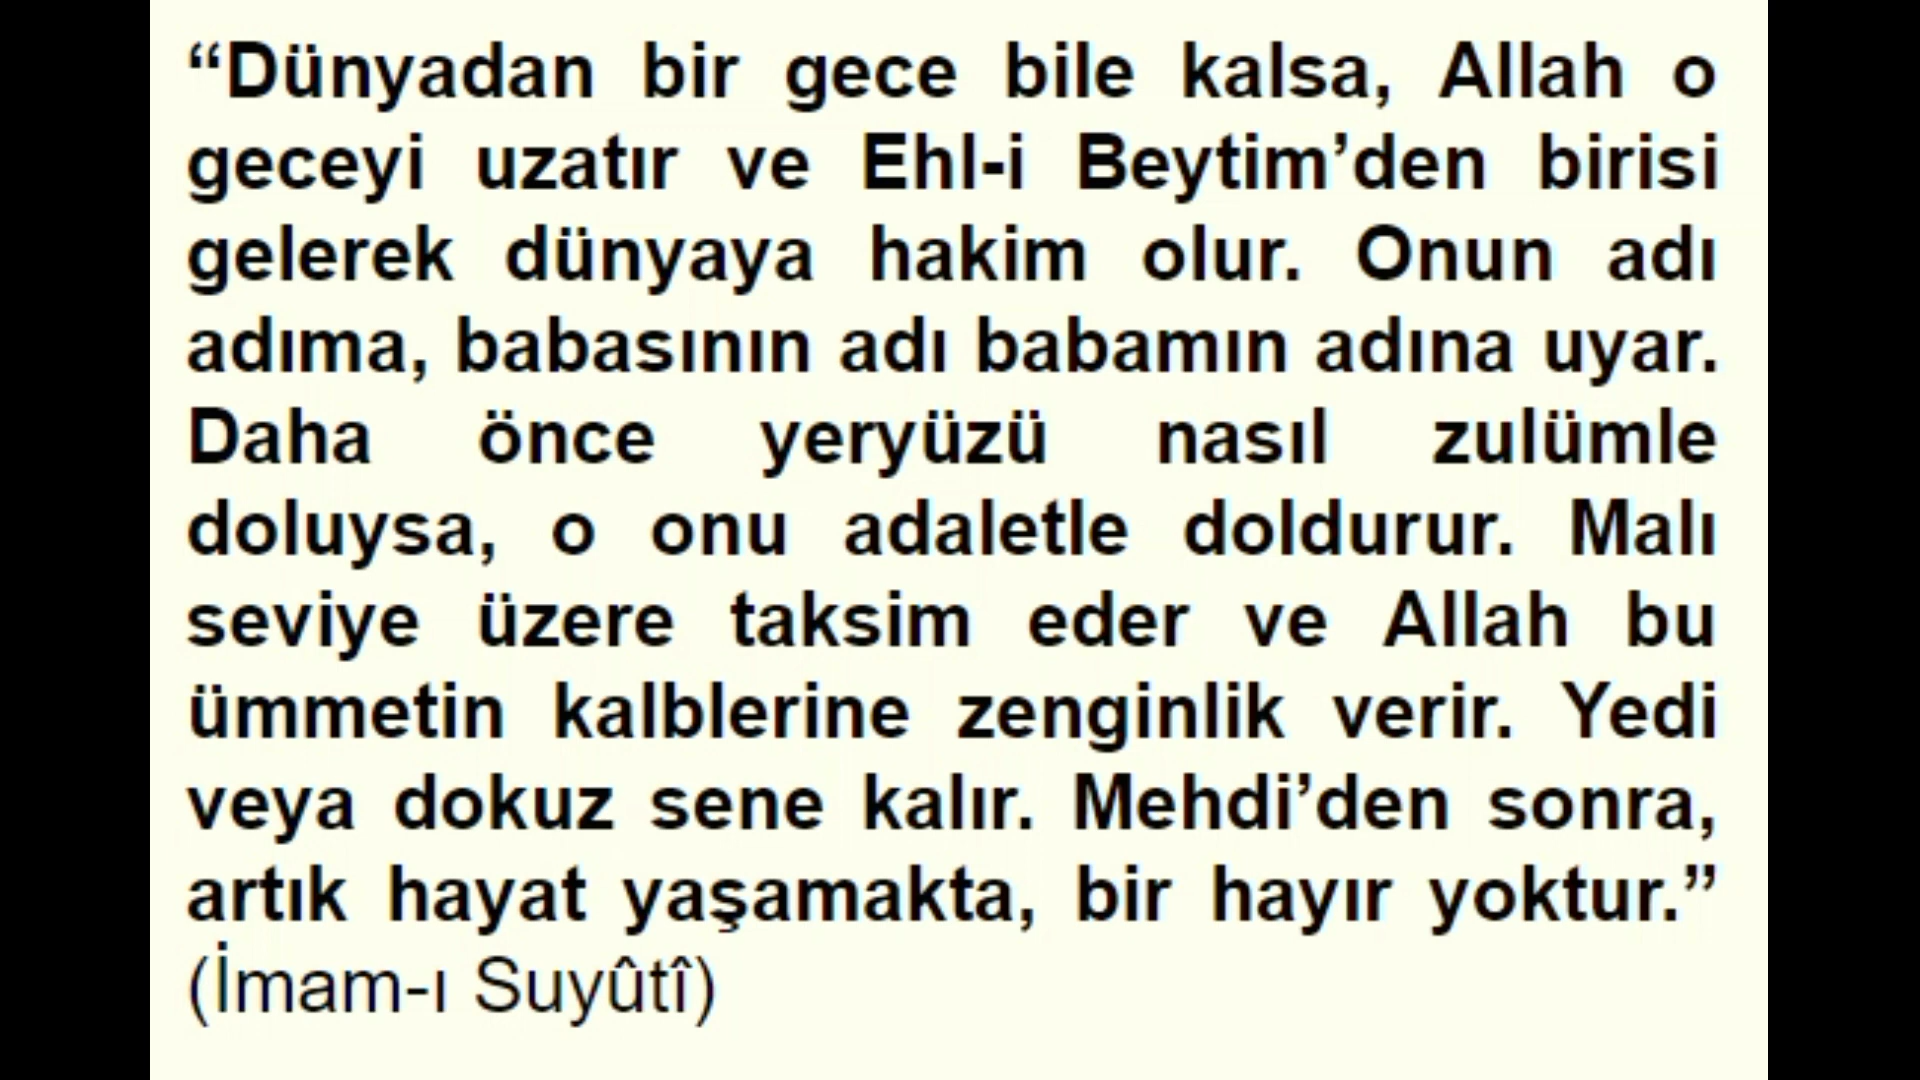 “Dünyadan bir gece bile kalsa, Allah o
geceyi uzatır ve Ehl-i Beytim’den birisi
gelerek dünyaya hakim olur. Onun adı
adıma, babasının adı babamın adına uyar.
Daha önce yeryüzü nasıl zulümle
doluysa, o onu adaletle doldurur. Malı
seviye üzere taksim eder ve Allah bu
ümmetin kalblerine zenginlik verir. Yedi
veya dokuz sene kalır. Mehdi’den sonra,
artık hayat yaşamakta, bir hayır yoktur.”
(İmam-ı Suyûtî)